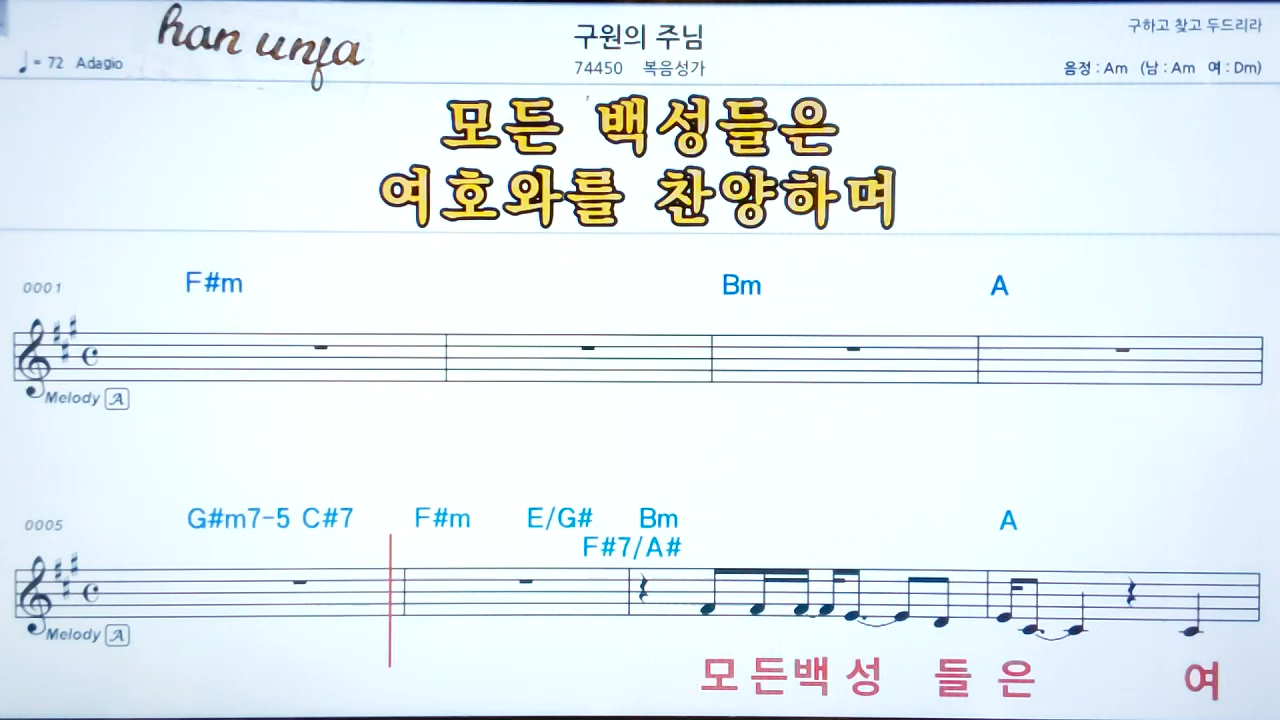 han unfa
구원의 주님
구하고 찾고 두드리라
♩= 72 Adagio
74450 복음성가
음정 : Am (남 : Am 여 : Dm)
모든 백성들은
여호와를 찬양하며
0001
F#m Bm A
Melody A
0005
G#m7-5 C#7 F#m E/G# Bm A
F#7/A#
Melody A
모 든 백 성 들 은 여